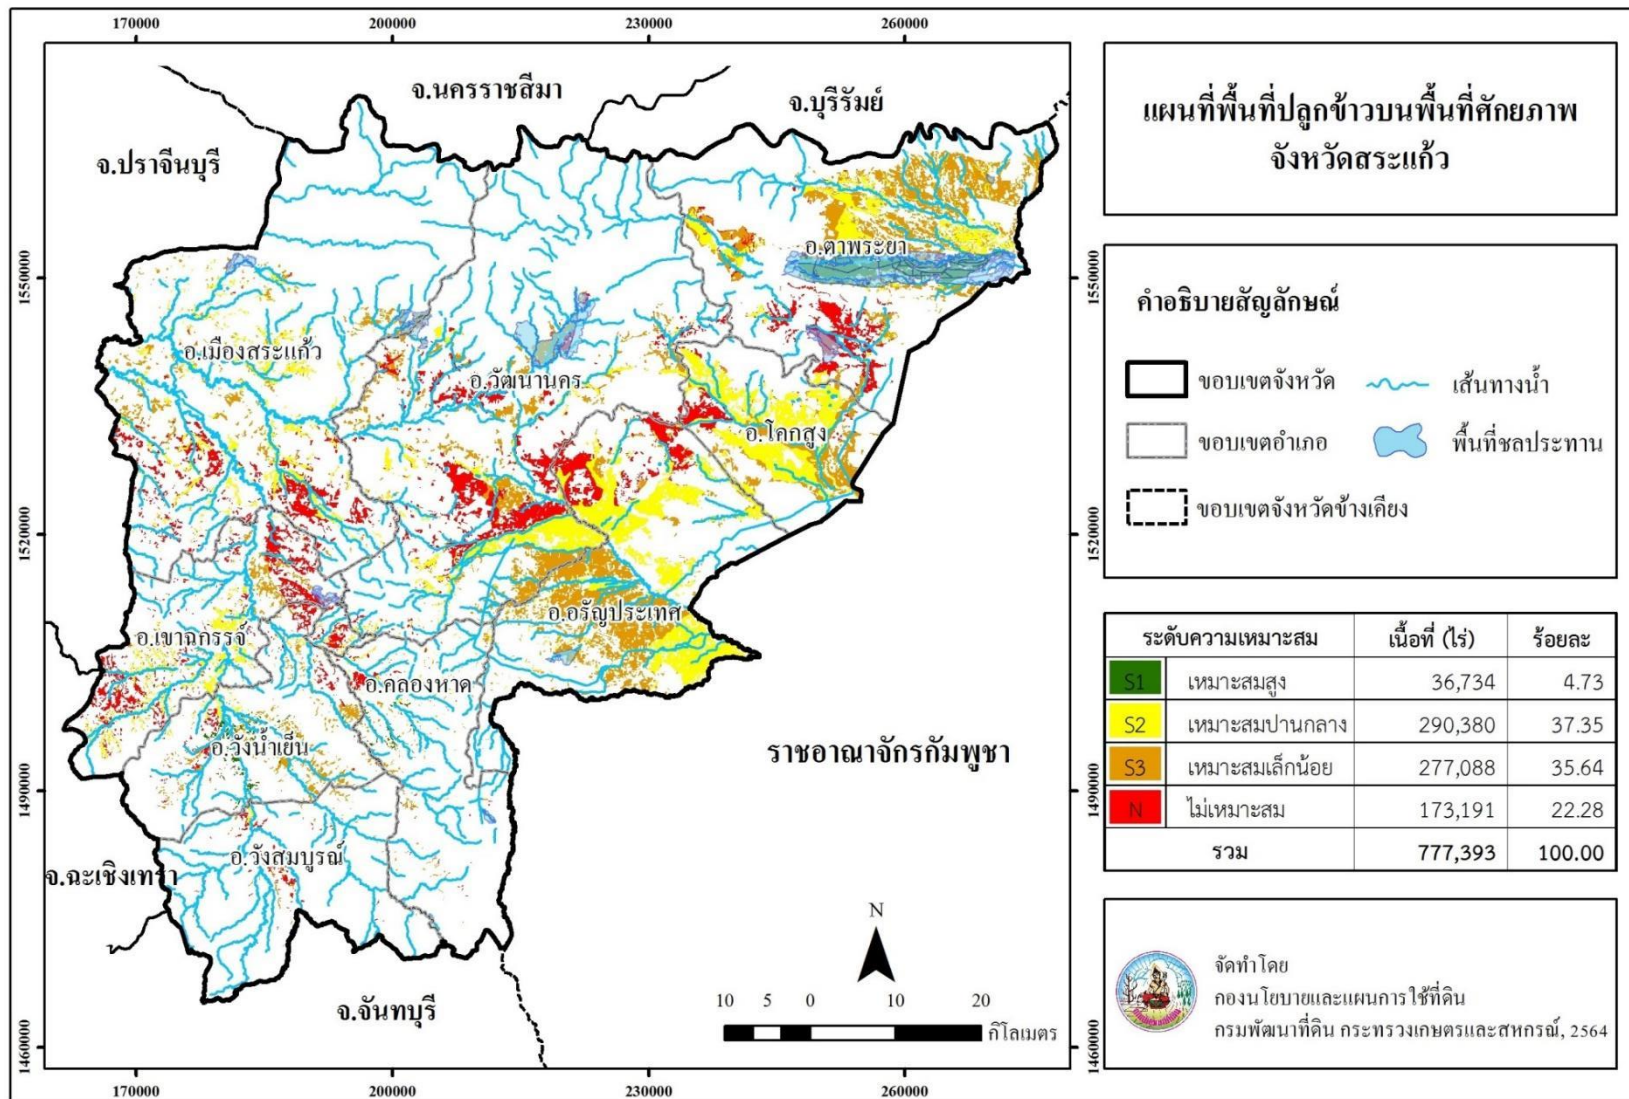 170000 200000 230000 260000
จ.นครราชสีมา
จ.บุรีรัมย์
จ.ปราจีนบุรี
อ.ตาพระยา
1550000 1550000
อ.เมืองสระแก้ว
อ.วัฒนานคร
อ.โคกสูง
1520000 1520000
อ.อรัญประเทศ
อ.เขาฉกรรจ์
อ.คลองหาด
อ.วังน้ำเย็น
ราชอาณาจักรกัมพูชา
1490000 1490000
อ.วังสมบูรณ์
จ.ฉะเชิงเทรา
N
จ.จันทบุรี
10 5 0 10 20
กิโลเมตร
1460000 1460000
170000 200000 230000 260000
แผนที่พื้นที่ปลูกข้าวบนพื้นที่ศักยภาพ
จังหวัดสระแก้ว
คำอธิบายสัญลักษณ์
ขอบเขตจังหวัด เส้นทางน้ำ
ขอบเขตอำเภอ พื้นที่ชลประทาน
ขอบเขตจังหวัดข้างเคียง
ระดับความเหมาะสม เนื้อที่ (ไร่) ร้อยละ
S1 เหมาะสมสูง 36,734 4.73
S2 เหมาะสมปานกลาง 290,380 37.35
S3 เหมาะสมเล็กน้อย 277,088 35.64
N ไม่เหมาะสม 173,191 22.28
รวม 777,393 100.00
จัดทำโดย
กองนโยบายและแผนการใช้ที่ดิน
กรมพัฒนาที่ดิน กระทรวงเกษตรและสหกรณ์, 2564